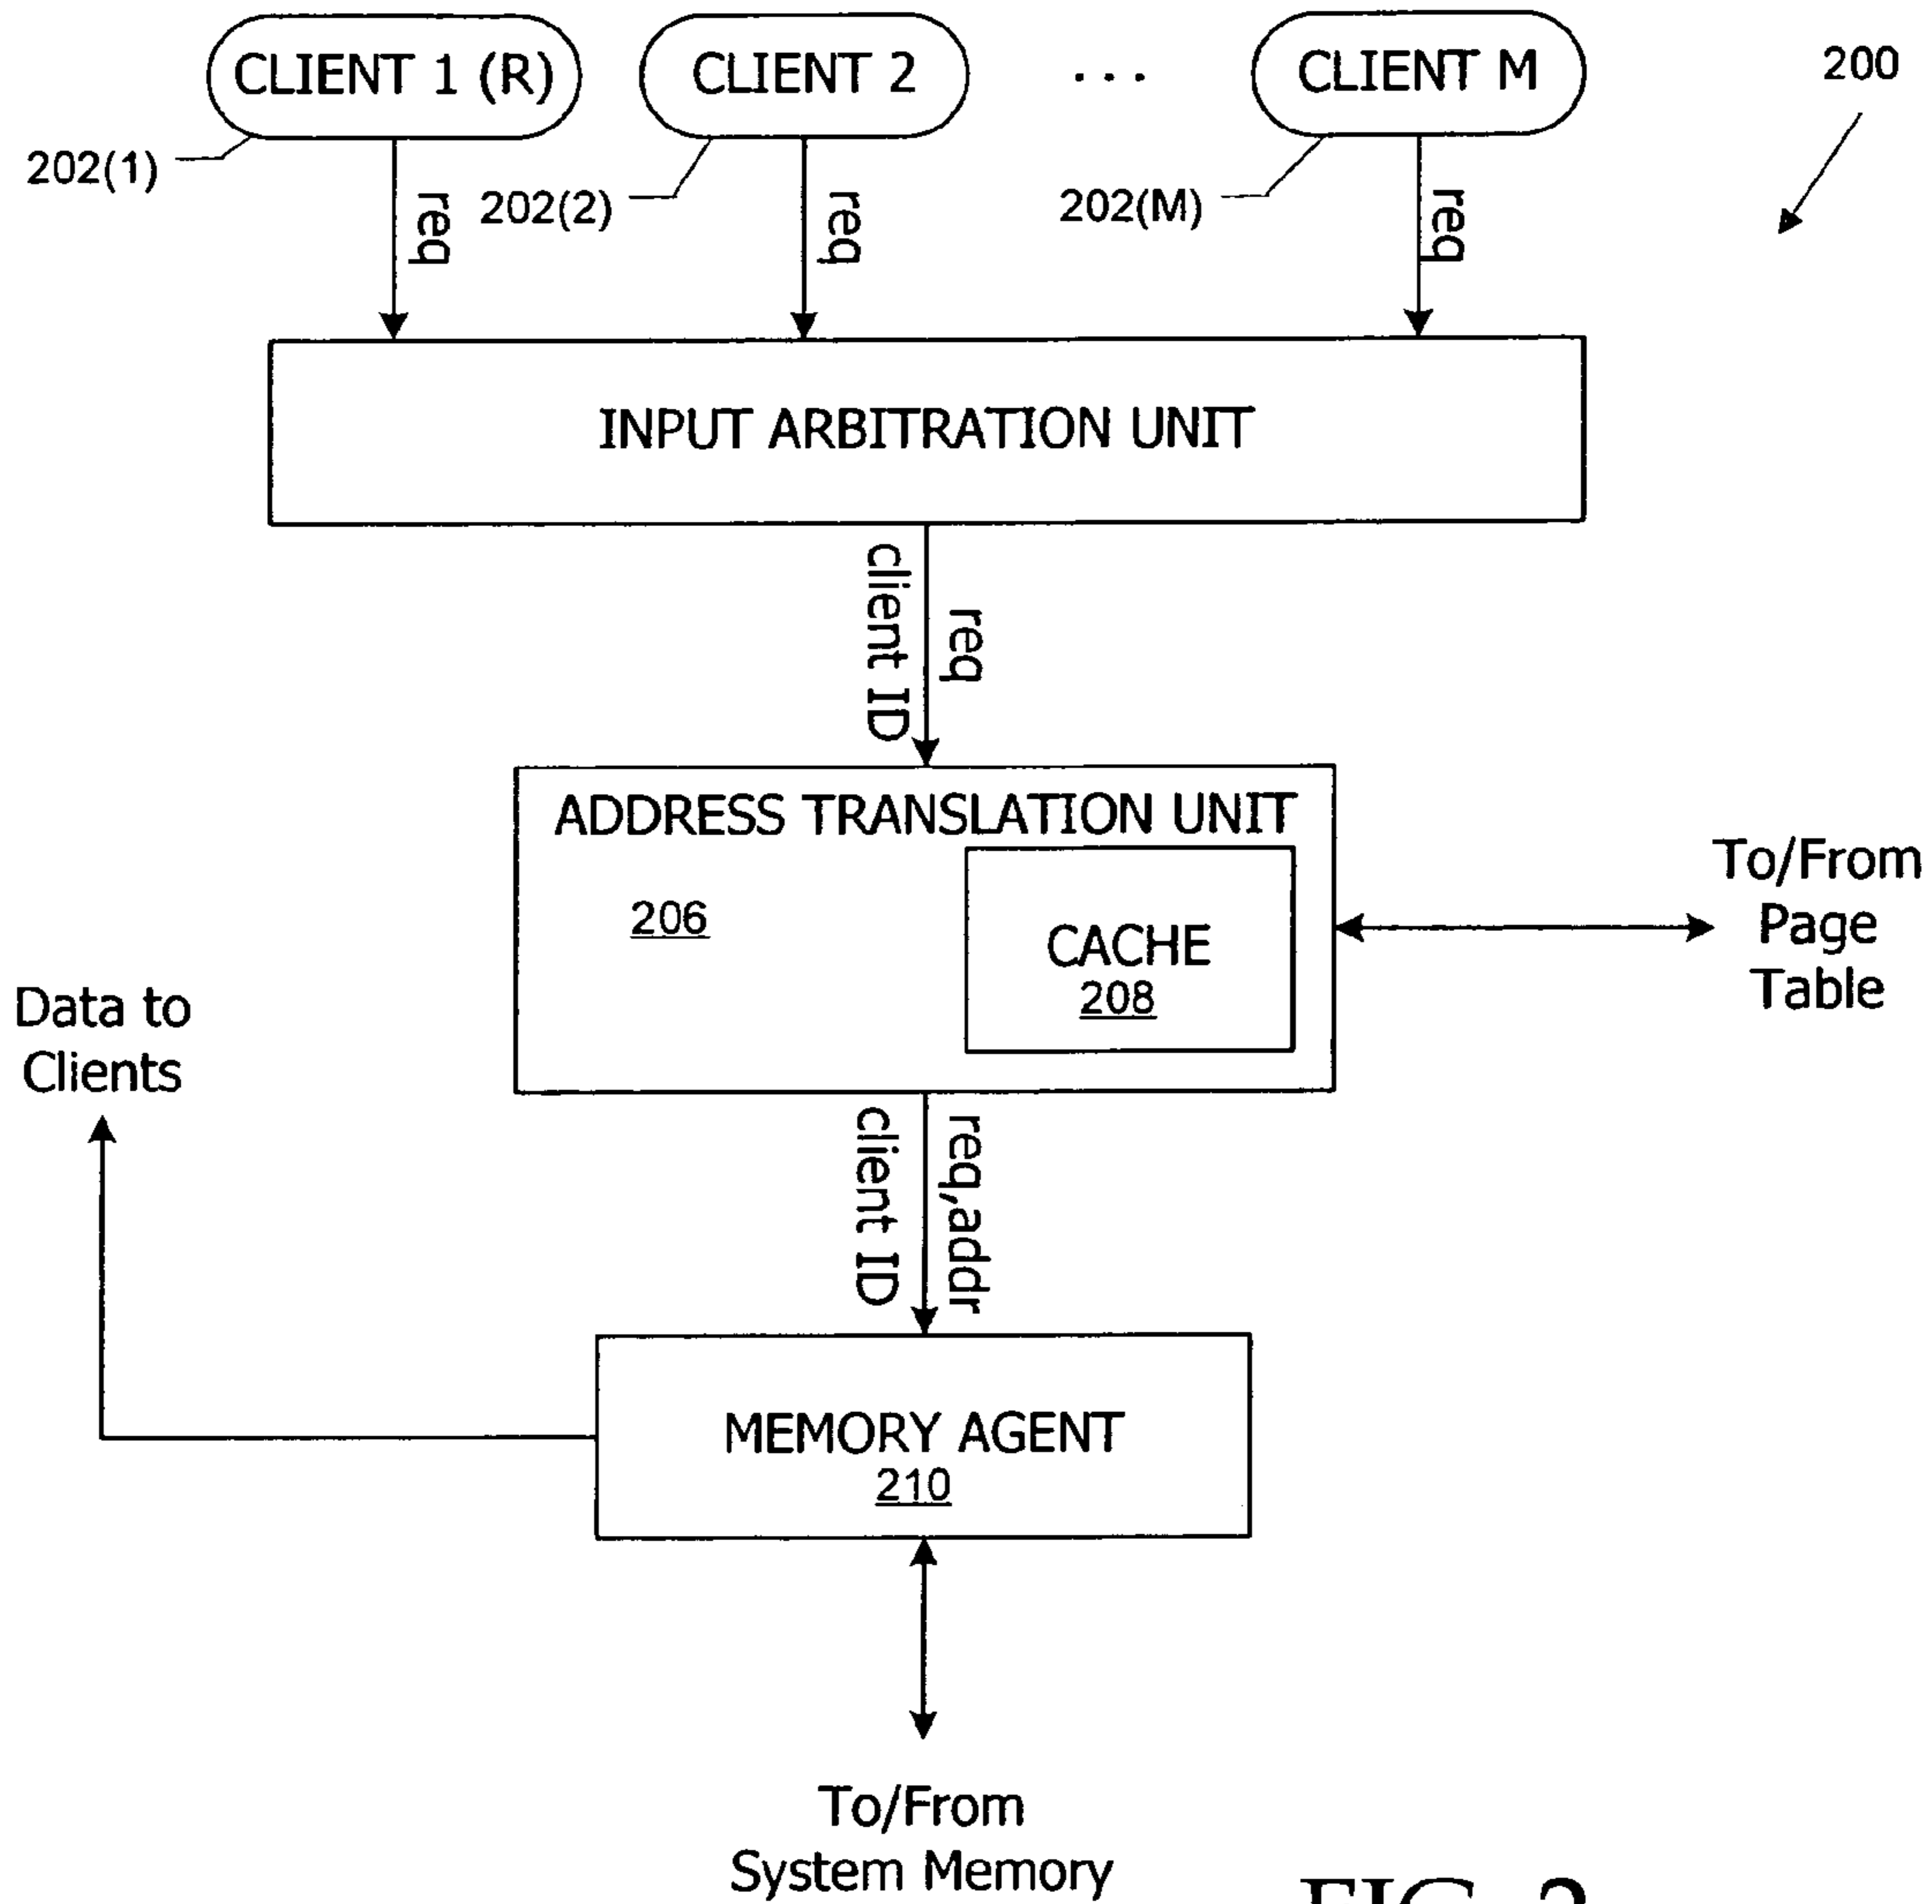 CLIENT 1 (R)
CLIENT 2
...
CLIENT M
200
202(1)
202(2)
202(M)
req
req
req
INPUT ARBITRATION UNIT
client ID
req
ADDRESS TRANSLATION UNIT
206
CACHE
208
To/From
Page
Table
Data to
Clients
client ID
req,addr
MEMORY AGENT
210
To/From
System Memory
FIG. 2